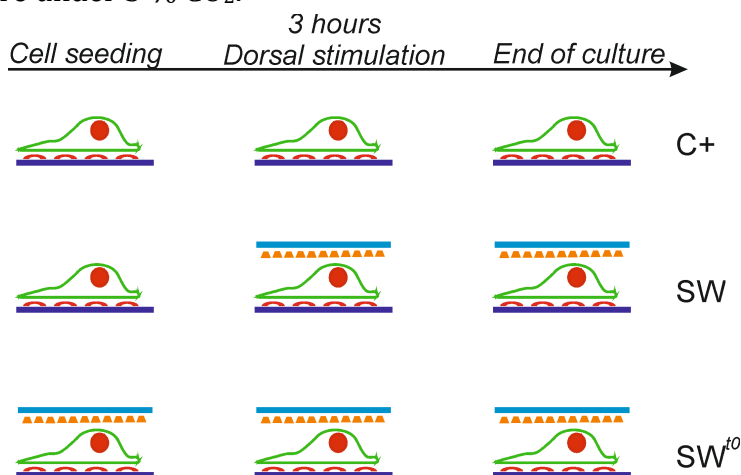 3 hours
Cell seeding Dorsal stimulation End of culture
C+
SW
SW^t0